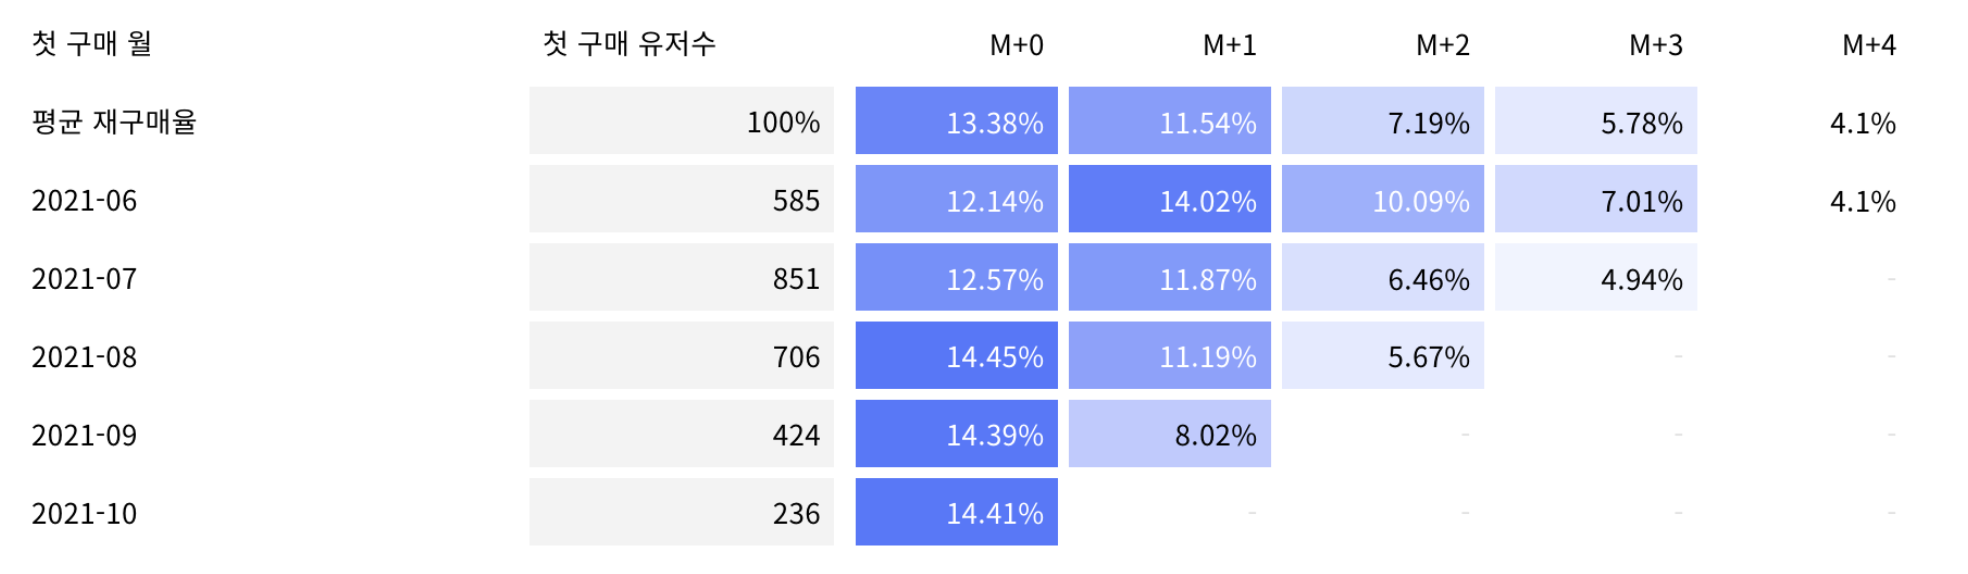 첫 구매 월 첫 구매 유저수 M+0 M+1 M+2 M+3 M+4
평균 재구매율 100% 13.38% 11.54% 7.19% 5.78% 4.1%
2021-06 585 12.14% 14.02% 10.09% 7.01% 4.1%
2021-07 851 12.57% 11.87% 6.46% 4.94% -
2021-08 706 14.45% 11.19% 5.67% - -
2021-09 424 14.39% 8.02% - - -
2021-10 236 14.41% - - - -